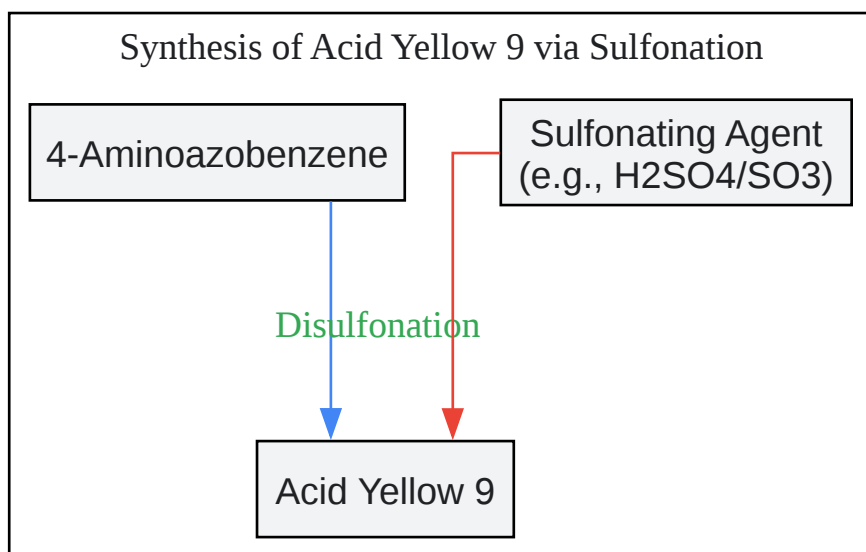 Synthesis of Acid Yellow 9 via Sulfonation
4-Aminoazobenzene
Sulfonating Agent
(e.g., H2SO4/SO3)
Disulfonation
Acid Yellow 9